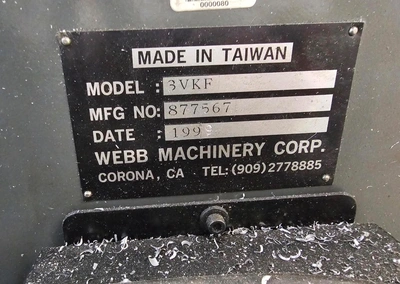 0000080
MADE IN TAIWAN
MODEL : 3VKF
MFG NO: 877567
DATE : 199
WEBB MACHINERY CORP.
CORONA, CA TEL: (909)2778885